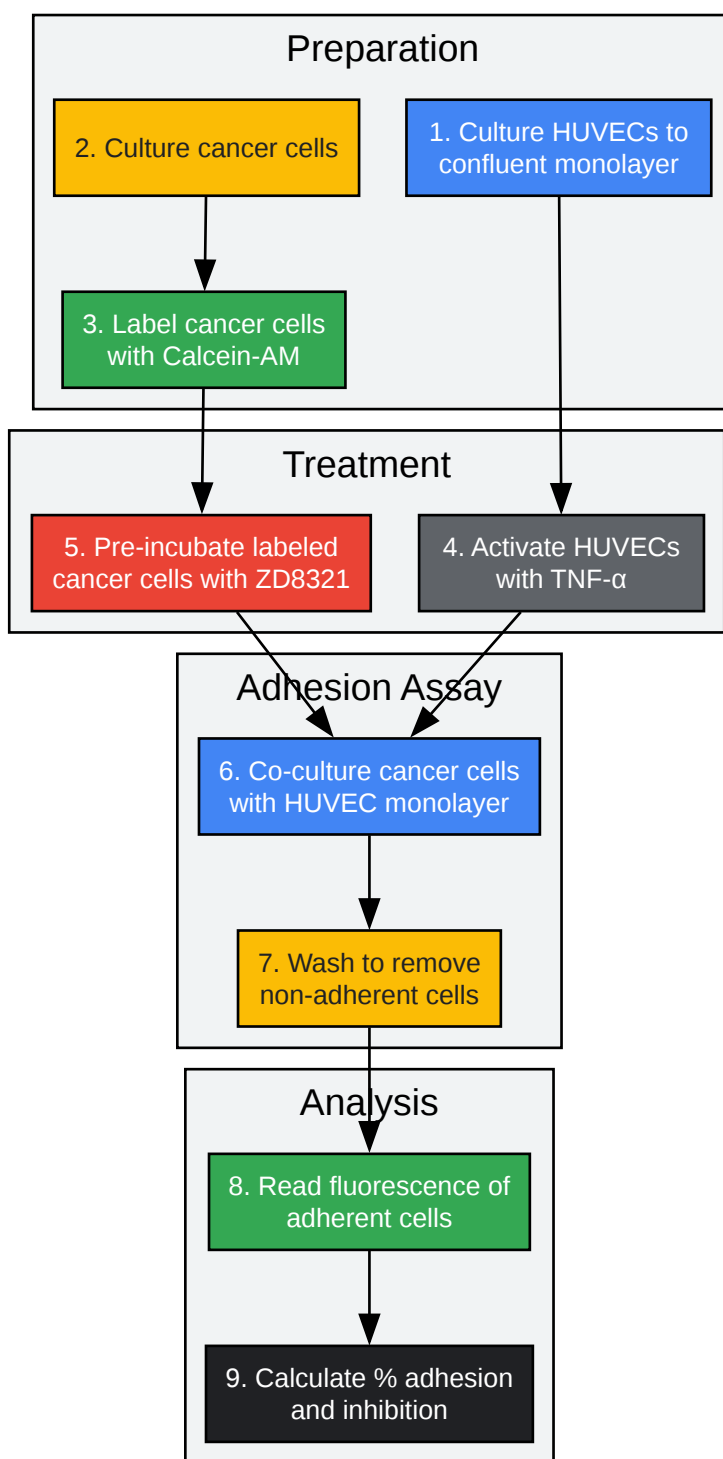 Preparation
2. Culture cancer cells
1. Culture HUVECs to
confluent monolayer
3. Label cancer cells
with Calcein-AM
Treatment
5. Pre-incubate labeled
cancer cells with ZD8321
4. Activate HUVECs
with TNF-α
Adhesion Assay
6. Co-culture cancer cells
with HUVEC monolayer
7. Wash to remove
non-adherent cells
Analysis
8. Read fluorescence of
adherent cells
9. Calculate % adhesion
and inhibition